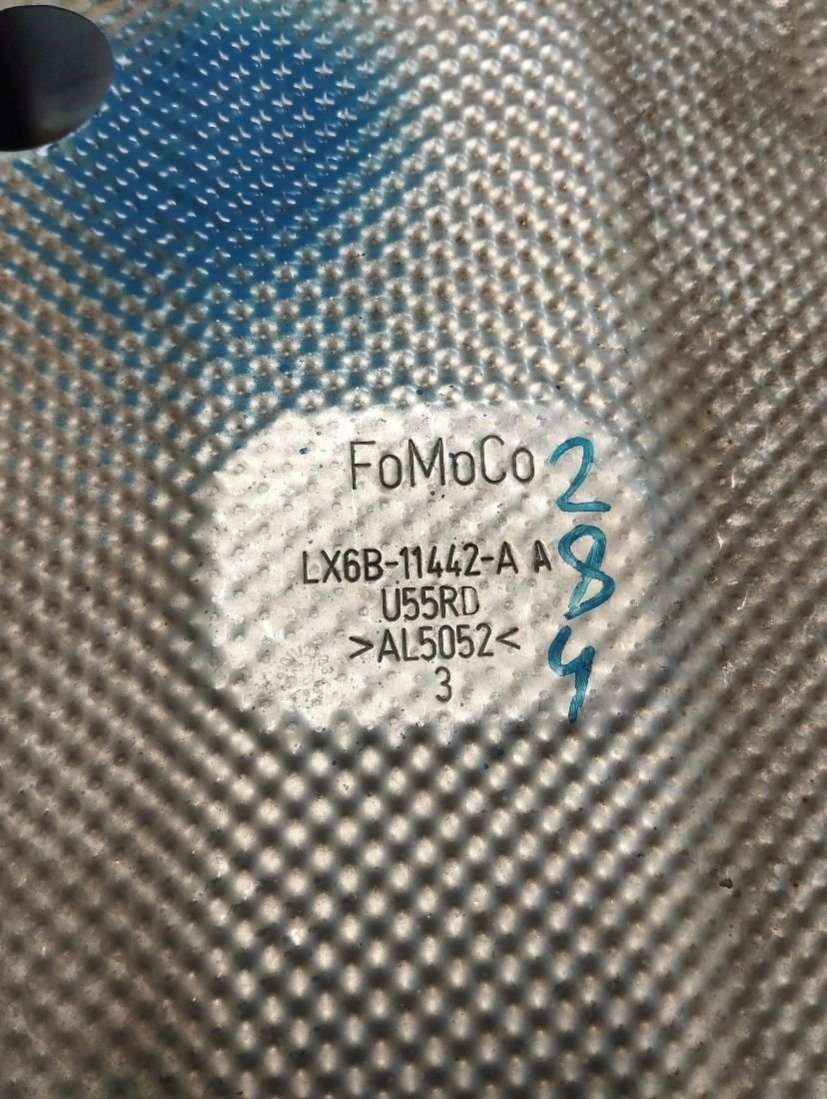 FoMoCo
LX6B-11442-A A
U55RD
>AL5052<
3
2
8
4